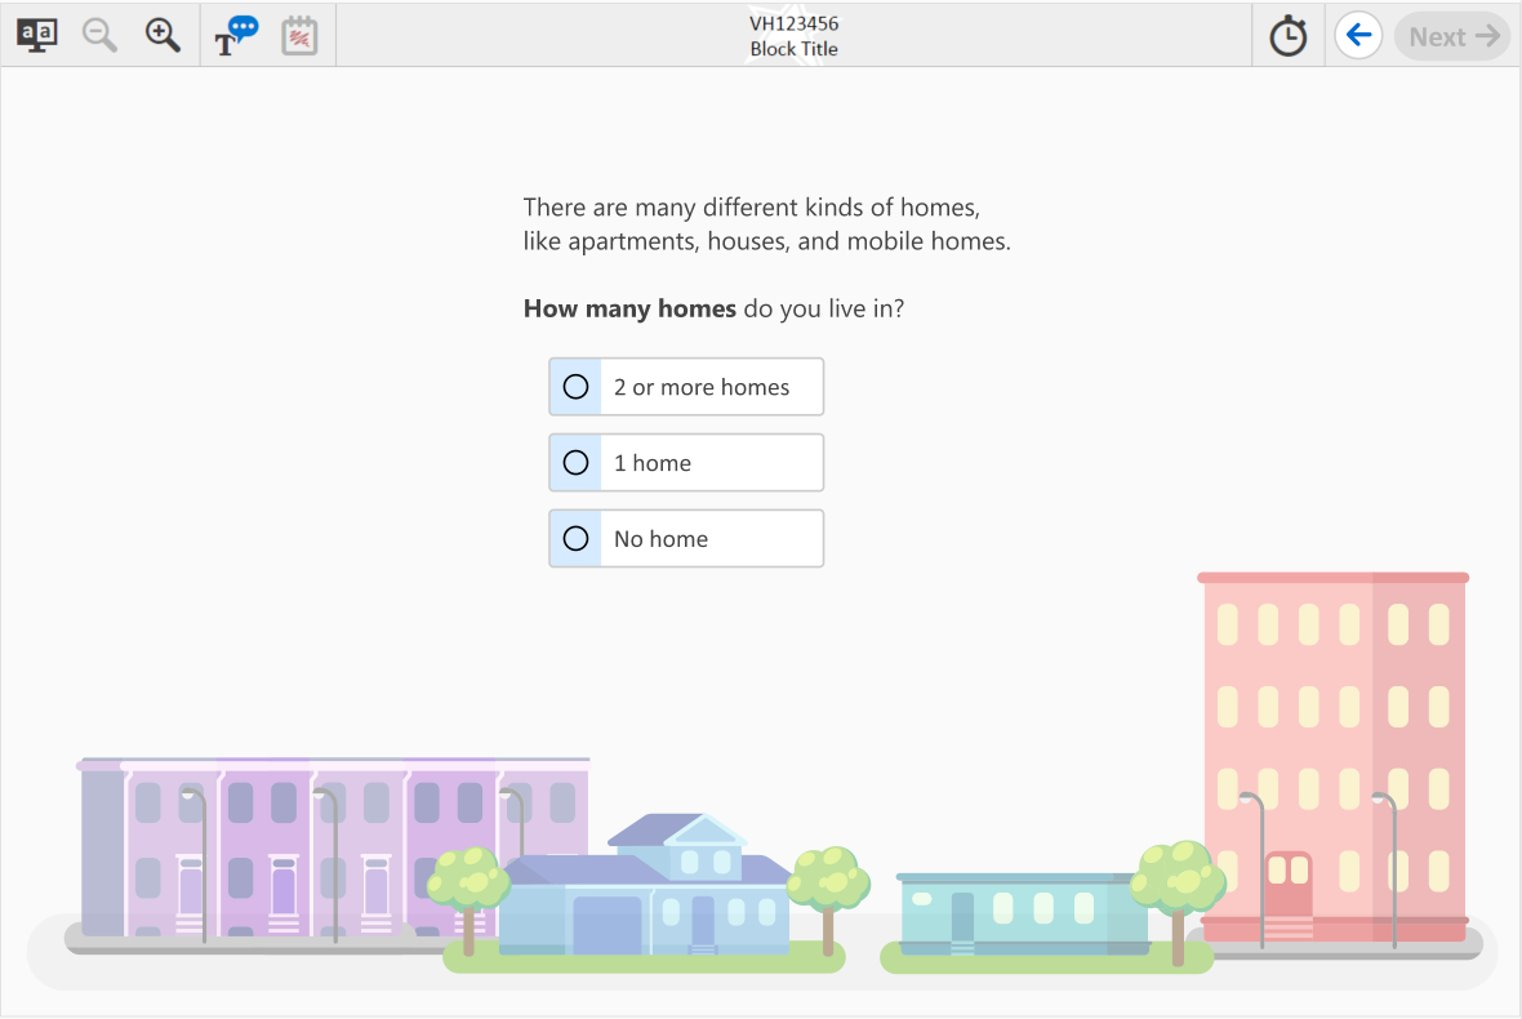 VH123456
Block Title
Next
There are many different kinds of homes,
like apartments, houses, and mobile homes.
How many homes do you live in?
2 or more homes
1 home
No home